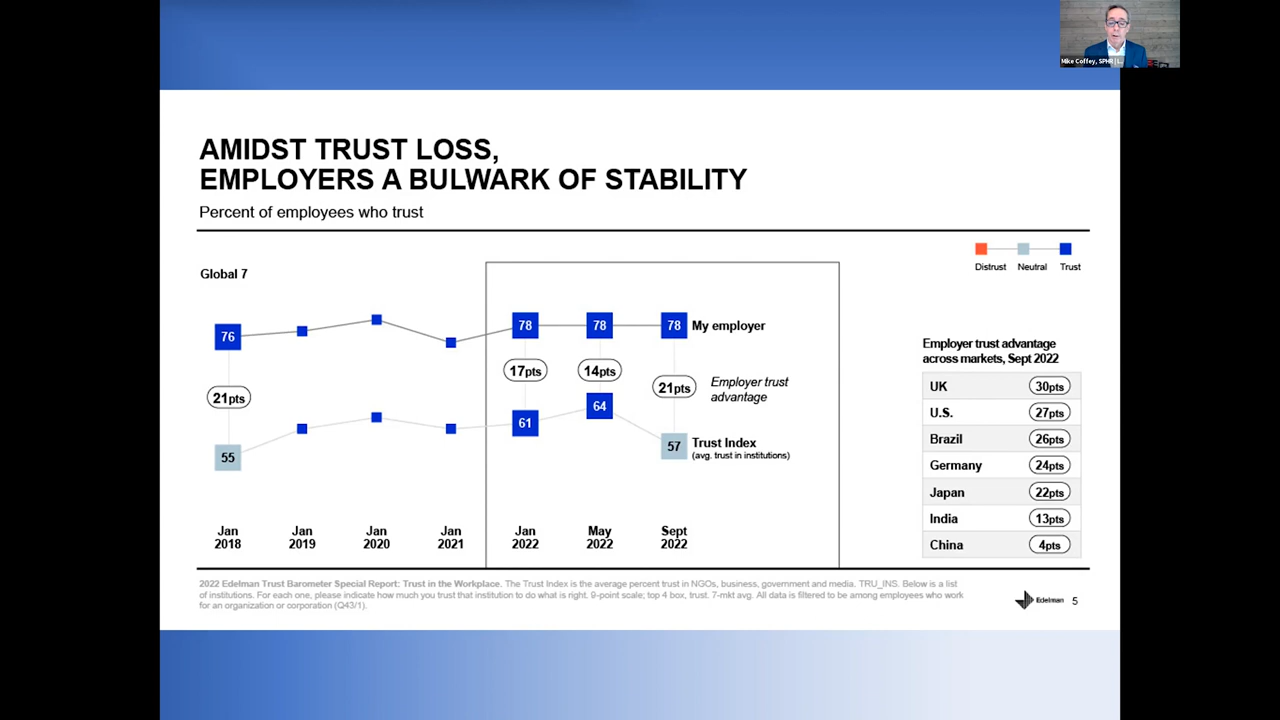 Mike Coffey, SPHR | I...
AMIDST TRUST LOSS,
EMPLOYERS A BULWARK OF STABILITY
Percent of employees who trust
Distrust Neutral Trust
Global 7
76
78 78 78 My employer
21pts
17pts 14pts 21pts Employer trust
advantage
55
61 64 57 Trust Index
(avg. trust in institutions)
Jan
2018
Jan
2019
Jan
2020
Jan
2021
Jan
2022
May
2022
Sept
2022
Employer trust advantage
across markets, Sept 2022
UK 30pts
U.S. 27pts
Brazil 26pts
Germany 24pts
Japan 22pts
India 13pts
China 4pts
2022 Edelman Trust Barometer Special Report: Trust in the Workplace. The Trust Index is the average percent trust in NGOs, business, government and media. TRU_INS. Below is a list
of institutions. For each one, please indicate how much you trust that institution to do what is right. 9-point scale; top 4 box, trust. 7-mkt avg. All data is filtered to be among employees who work
for an organization or corporation (Q43/1).
Edelman 5